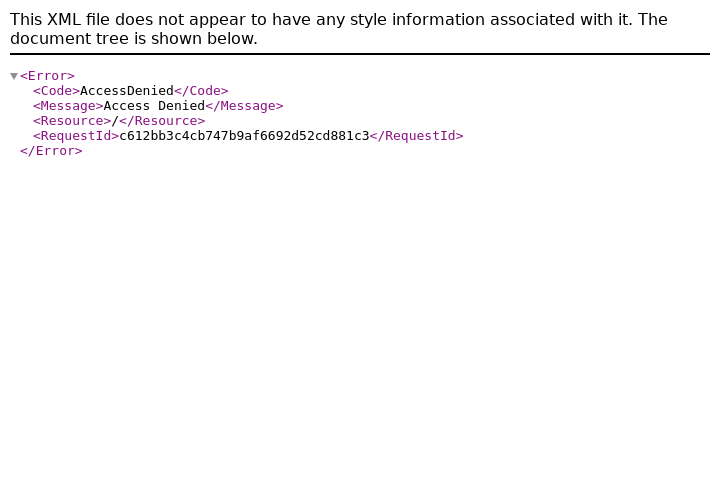 This XML file does not appear to have any style information associated with it. The
document tree is shown below.
<Error>
<Code>AccessDenied</Code>
<Message>Access Denied</Message>
<Resource>/</Resource>
<RequestId>c612bb3c4cb747b9af6692d52cd881c3</RequestId>
</Error>